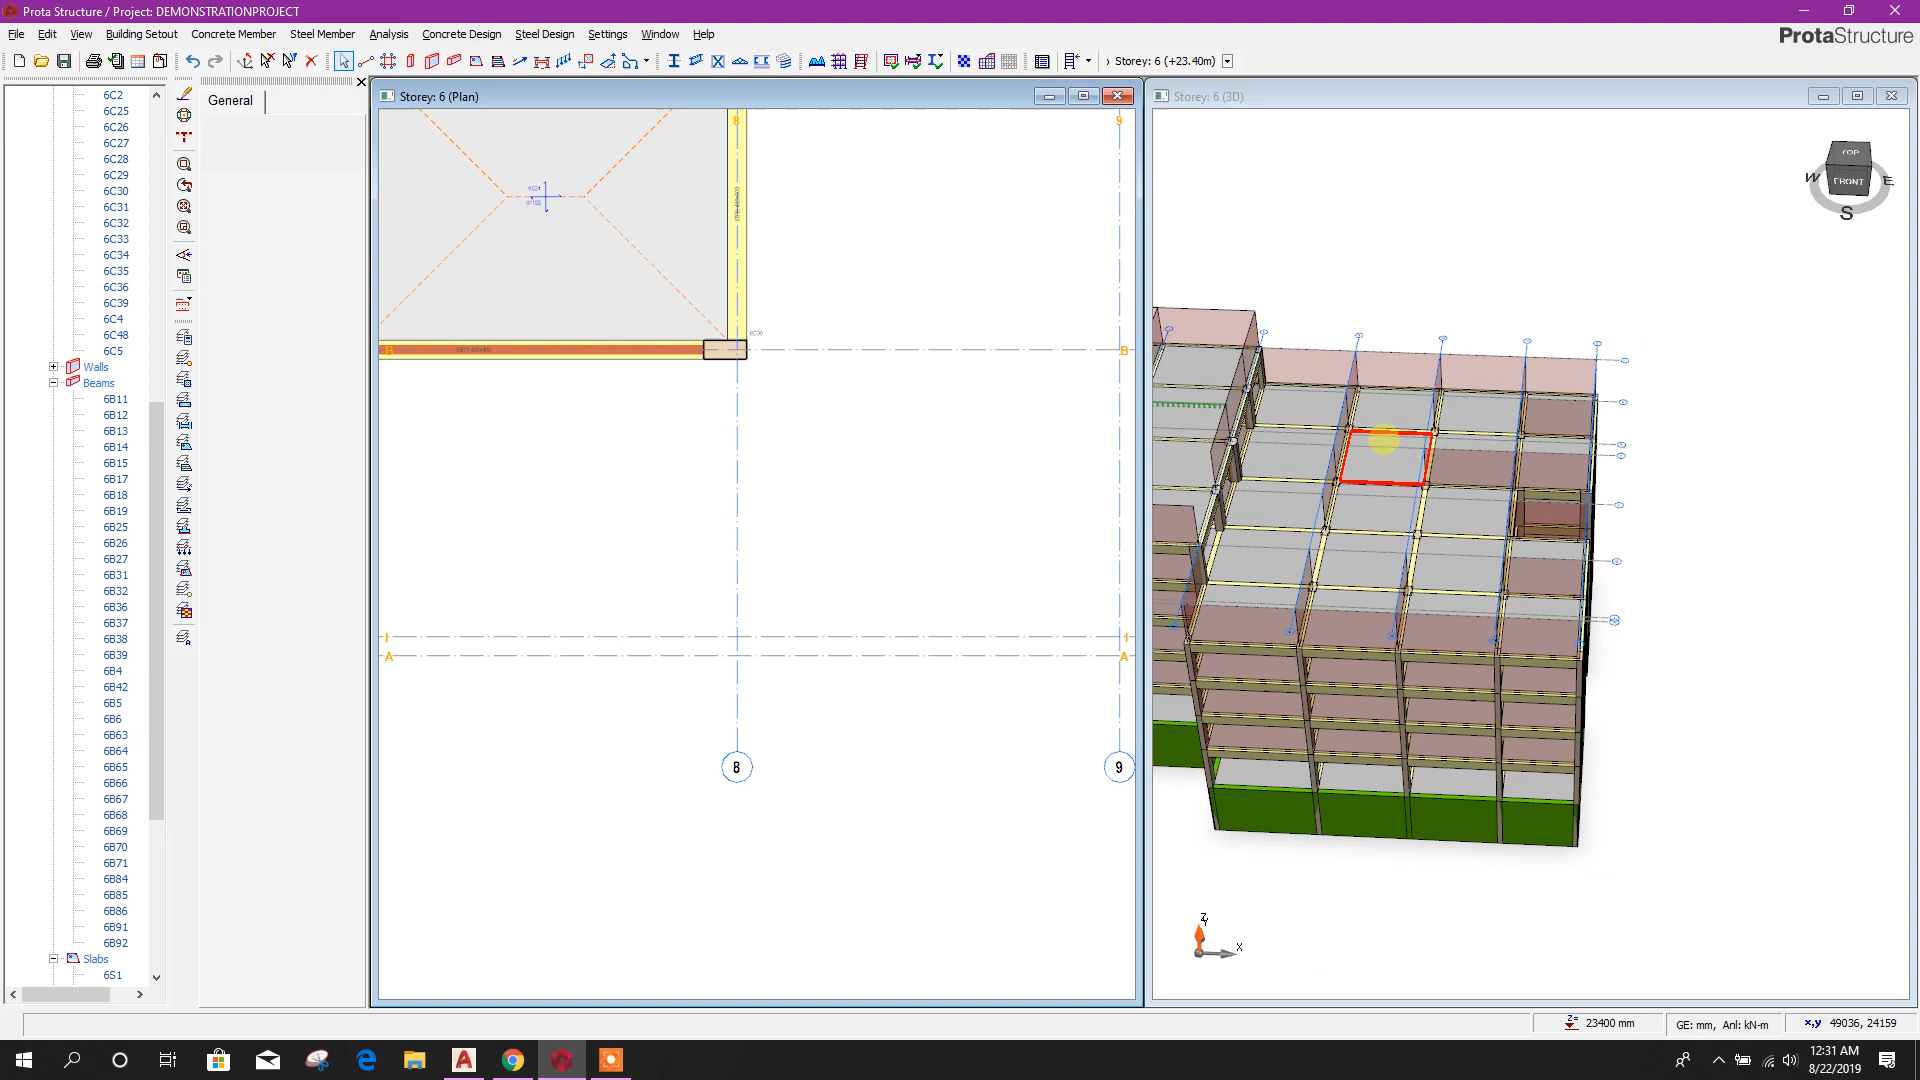 Prota Structure / Project: DEMONSTRATIONPROJECT
File Edit View Building Setout Concrete Member Steel Member Analysis Concrete Design Steel Design Settings Window Help
ProtaStructure
Storey: 6 (+23.40m)
General
Storey: 6 (Plan)
Storey: 6 (3D)
6C2
6C25
6C26
6C27
6C28
6C29
6C30
6C31
6C32
6C33
6C34
6C35
6C36
6C39
6C4
6C48
6C5
Walls
Beams
6B11
6B12
6B13
6B14
6B15
6B17
6B18
6B19
6B25
6B26
6B27
6B31
6B32
6B36
6B37
6B38
6B39
6B4
6B42
6B5
6B6
6B63
6B64
6B65
6B66
6B67
6B68
6B69
6B70
6B71
6B84
6B85
6B86
6B91
6B92
Slabs
6S1
8
9
6C30
B
B
I
I
A
A
8
9
TOP
W
FRONT
E
S
Z
X
Z= 23400 mm
GE: mm, Anl: kN-m
x,y 49036, 24159
12:31 AM
8/22/2019